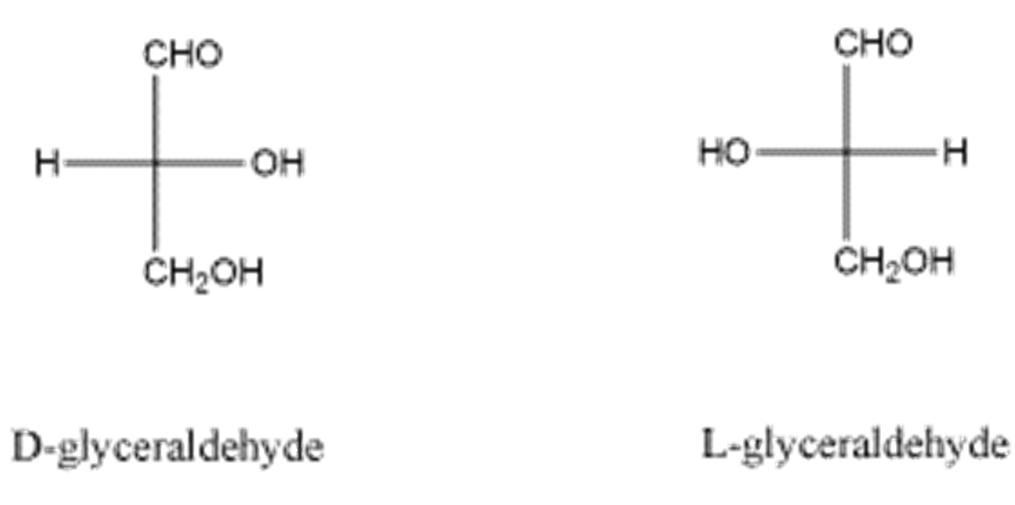 CHO
H OH
CH₂OH
D-glyceraldehyde
CHO
HO H
CH₂OH
L-glyceraldehyde